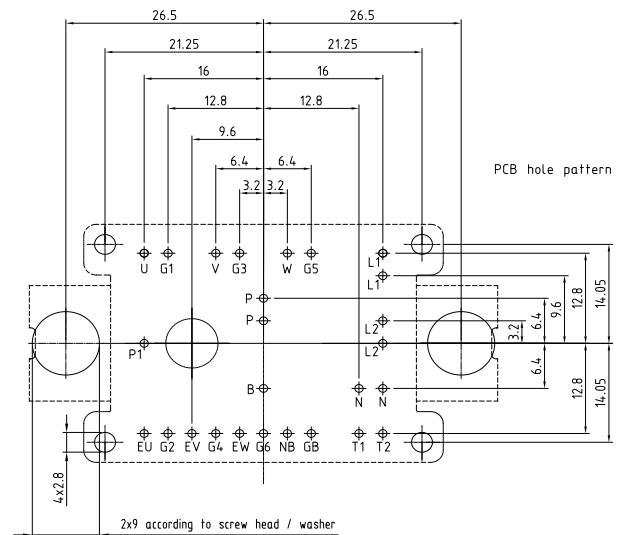 26.5 26.5
21.25 21.25
16 16
12.8 12.8
9.6
6.4 6.4
3.2 3.2
PCB hole pattern
U G1 V G3 W G5 L1
L1
P
P
L2
P1 L2
B N N
EU G2 EV G4 EW G6 NB GB T1 T2
3.2 6.4 9.6 12.8 14.05
6.4 12.8 14.05
4x2.8
2x9 according to screw head / washer